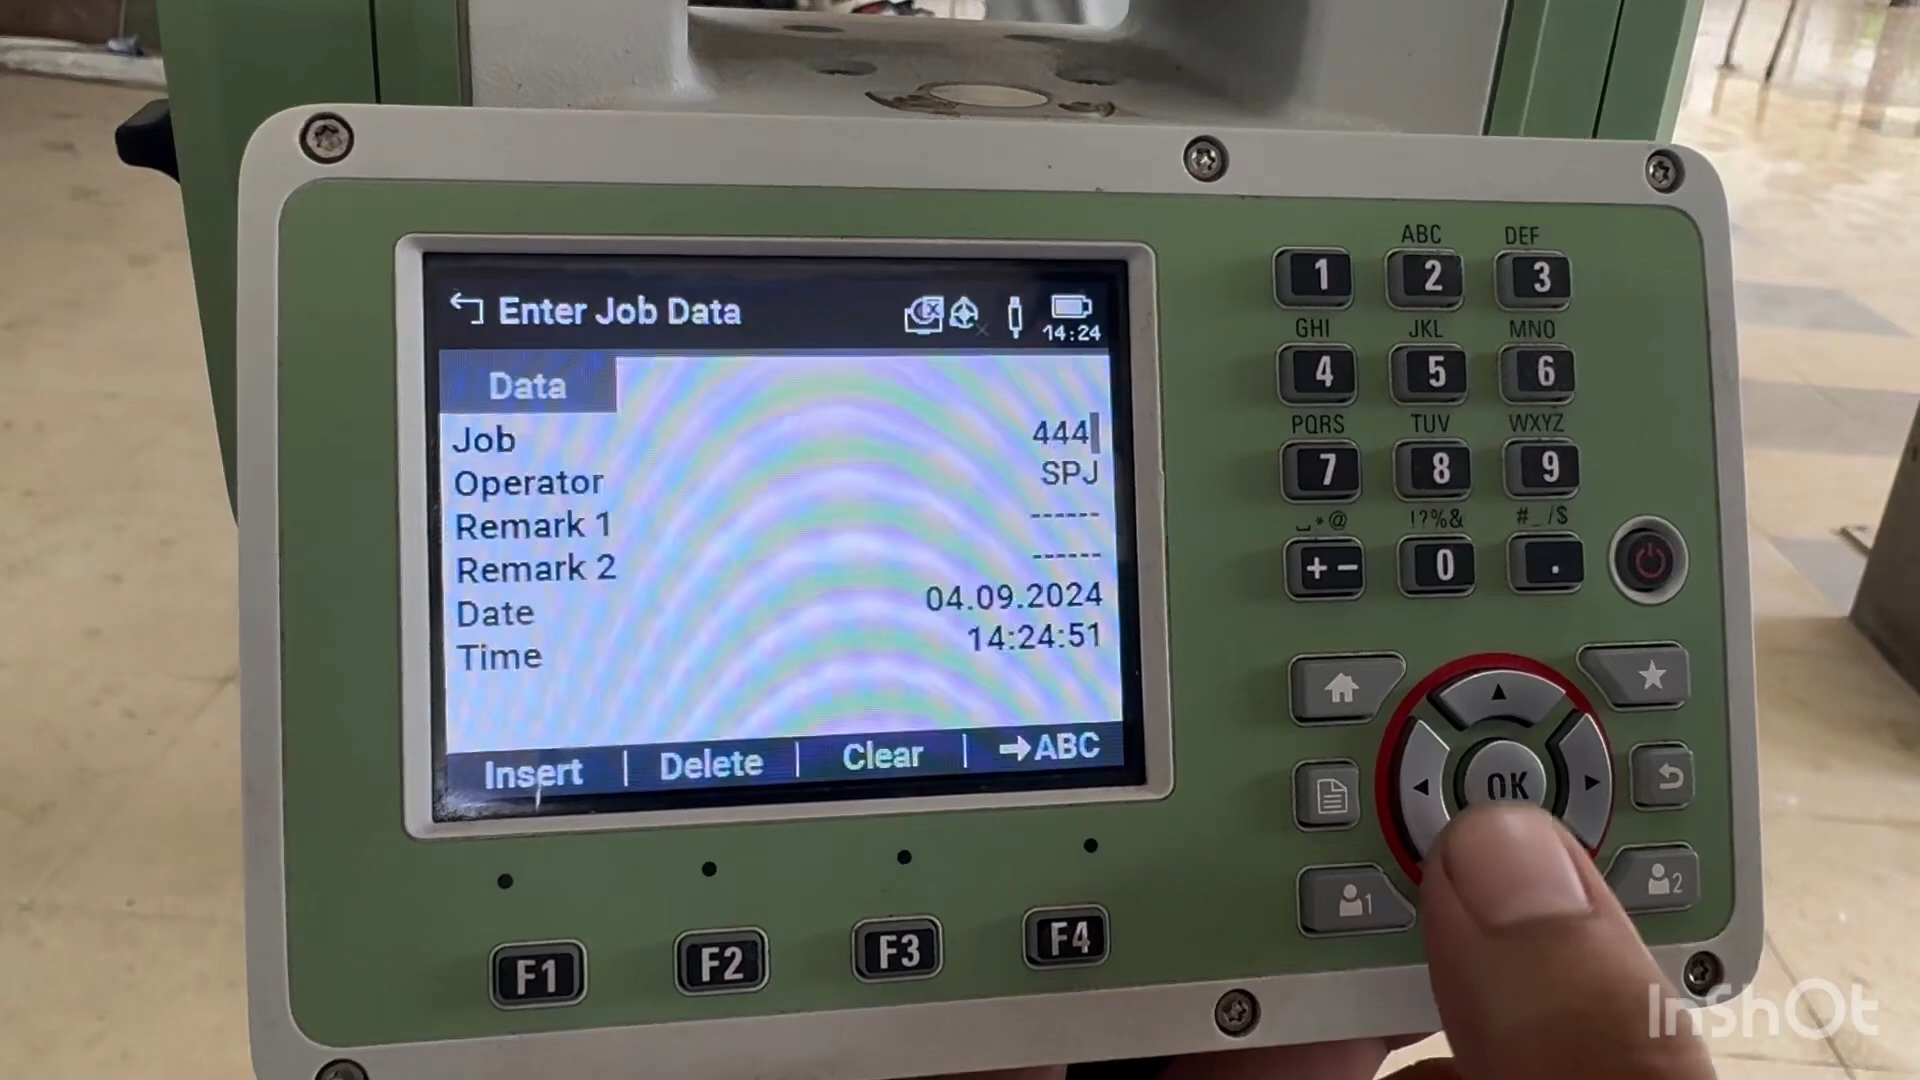 Enter Job Data
14:24
Data
Job 444
Operator SPJ
Remark 1 ------
Remark 2 ------
Date 04.09.2024
Time 14:24:51
Insert | Delete | Clear | ➡ABC
F1 F2 F3 F4
ABC DEF
1 2 3
GHI JKL MNO
4 5 6
PQRS TUV WXYZ
7 8 9
␣*@ !?%& #_/$
+- 0 .
OK
1 2
InShOt